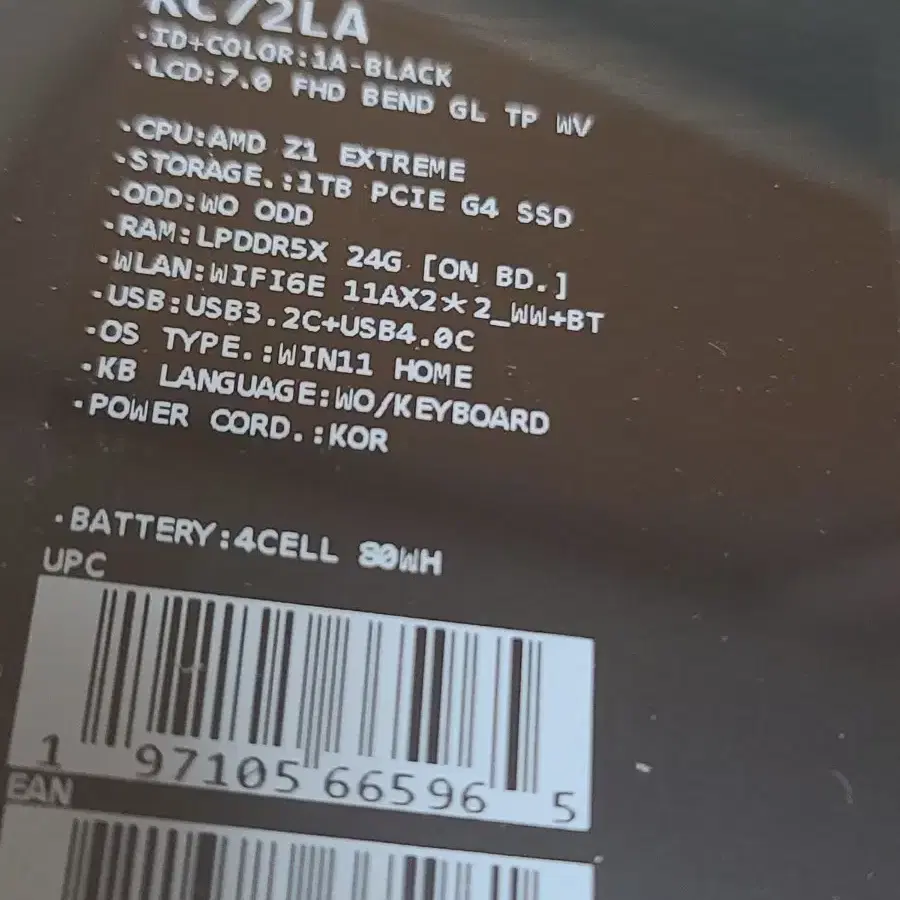 RC72LA
·ID+COLOR:1A-BLACK
·LCD:7.0 FHD BEND GL TP WV
·CPU:AMD Z1 EXTREME
·STORAGE.:1TB PCIE G4 SSD
·ODD:WO ODD
·RAM:LPDDR5X 24G [ON BD.]
·WLAN:WIFI6E 11AX2*2_WW+BT
·USB:USB3.2C+USB4.0C
·OS TYPE.:WIN11 HOME
·KB LANGUAGE:WO/KEYBOARD
·POWER CORD.:KOR
·BATTERY:4CELL 80WH
UPC
1 97105 66596 5
EAN